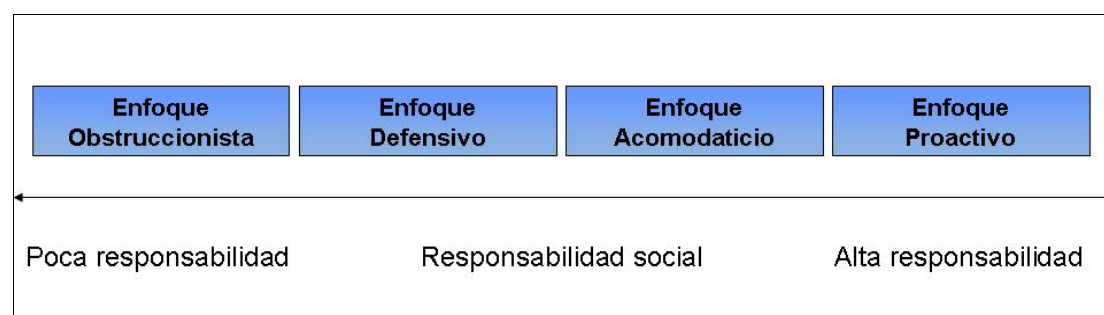 Enfoque
Obstruccionista
Enfoque
Defensivo
Enfoque
Acomodaticio
Enfoque
Proactivo
Poca responsabilidad
Responsabilidad social
Alta responsabilidad